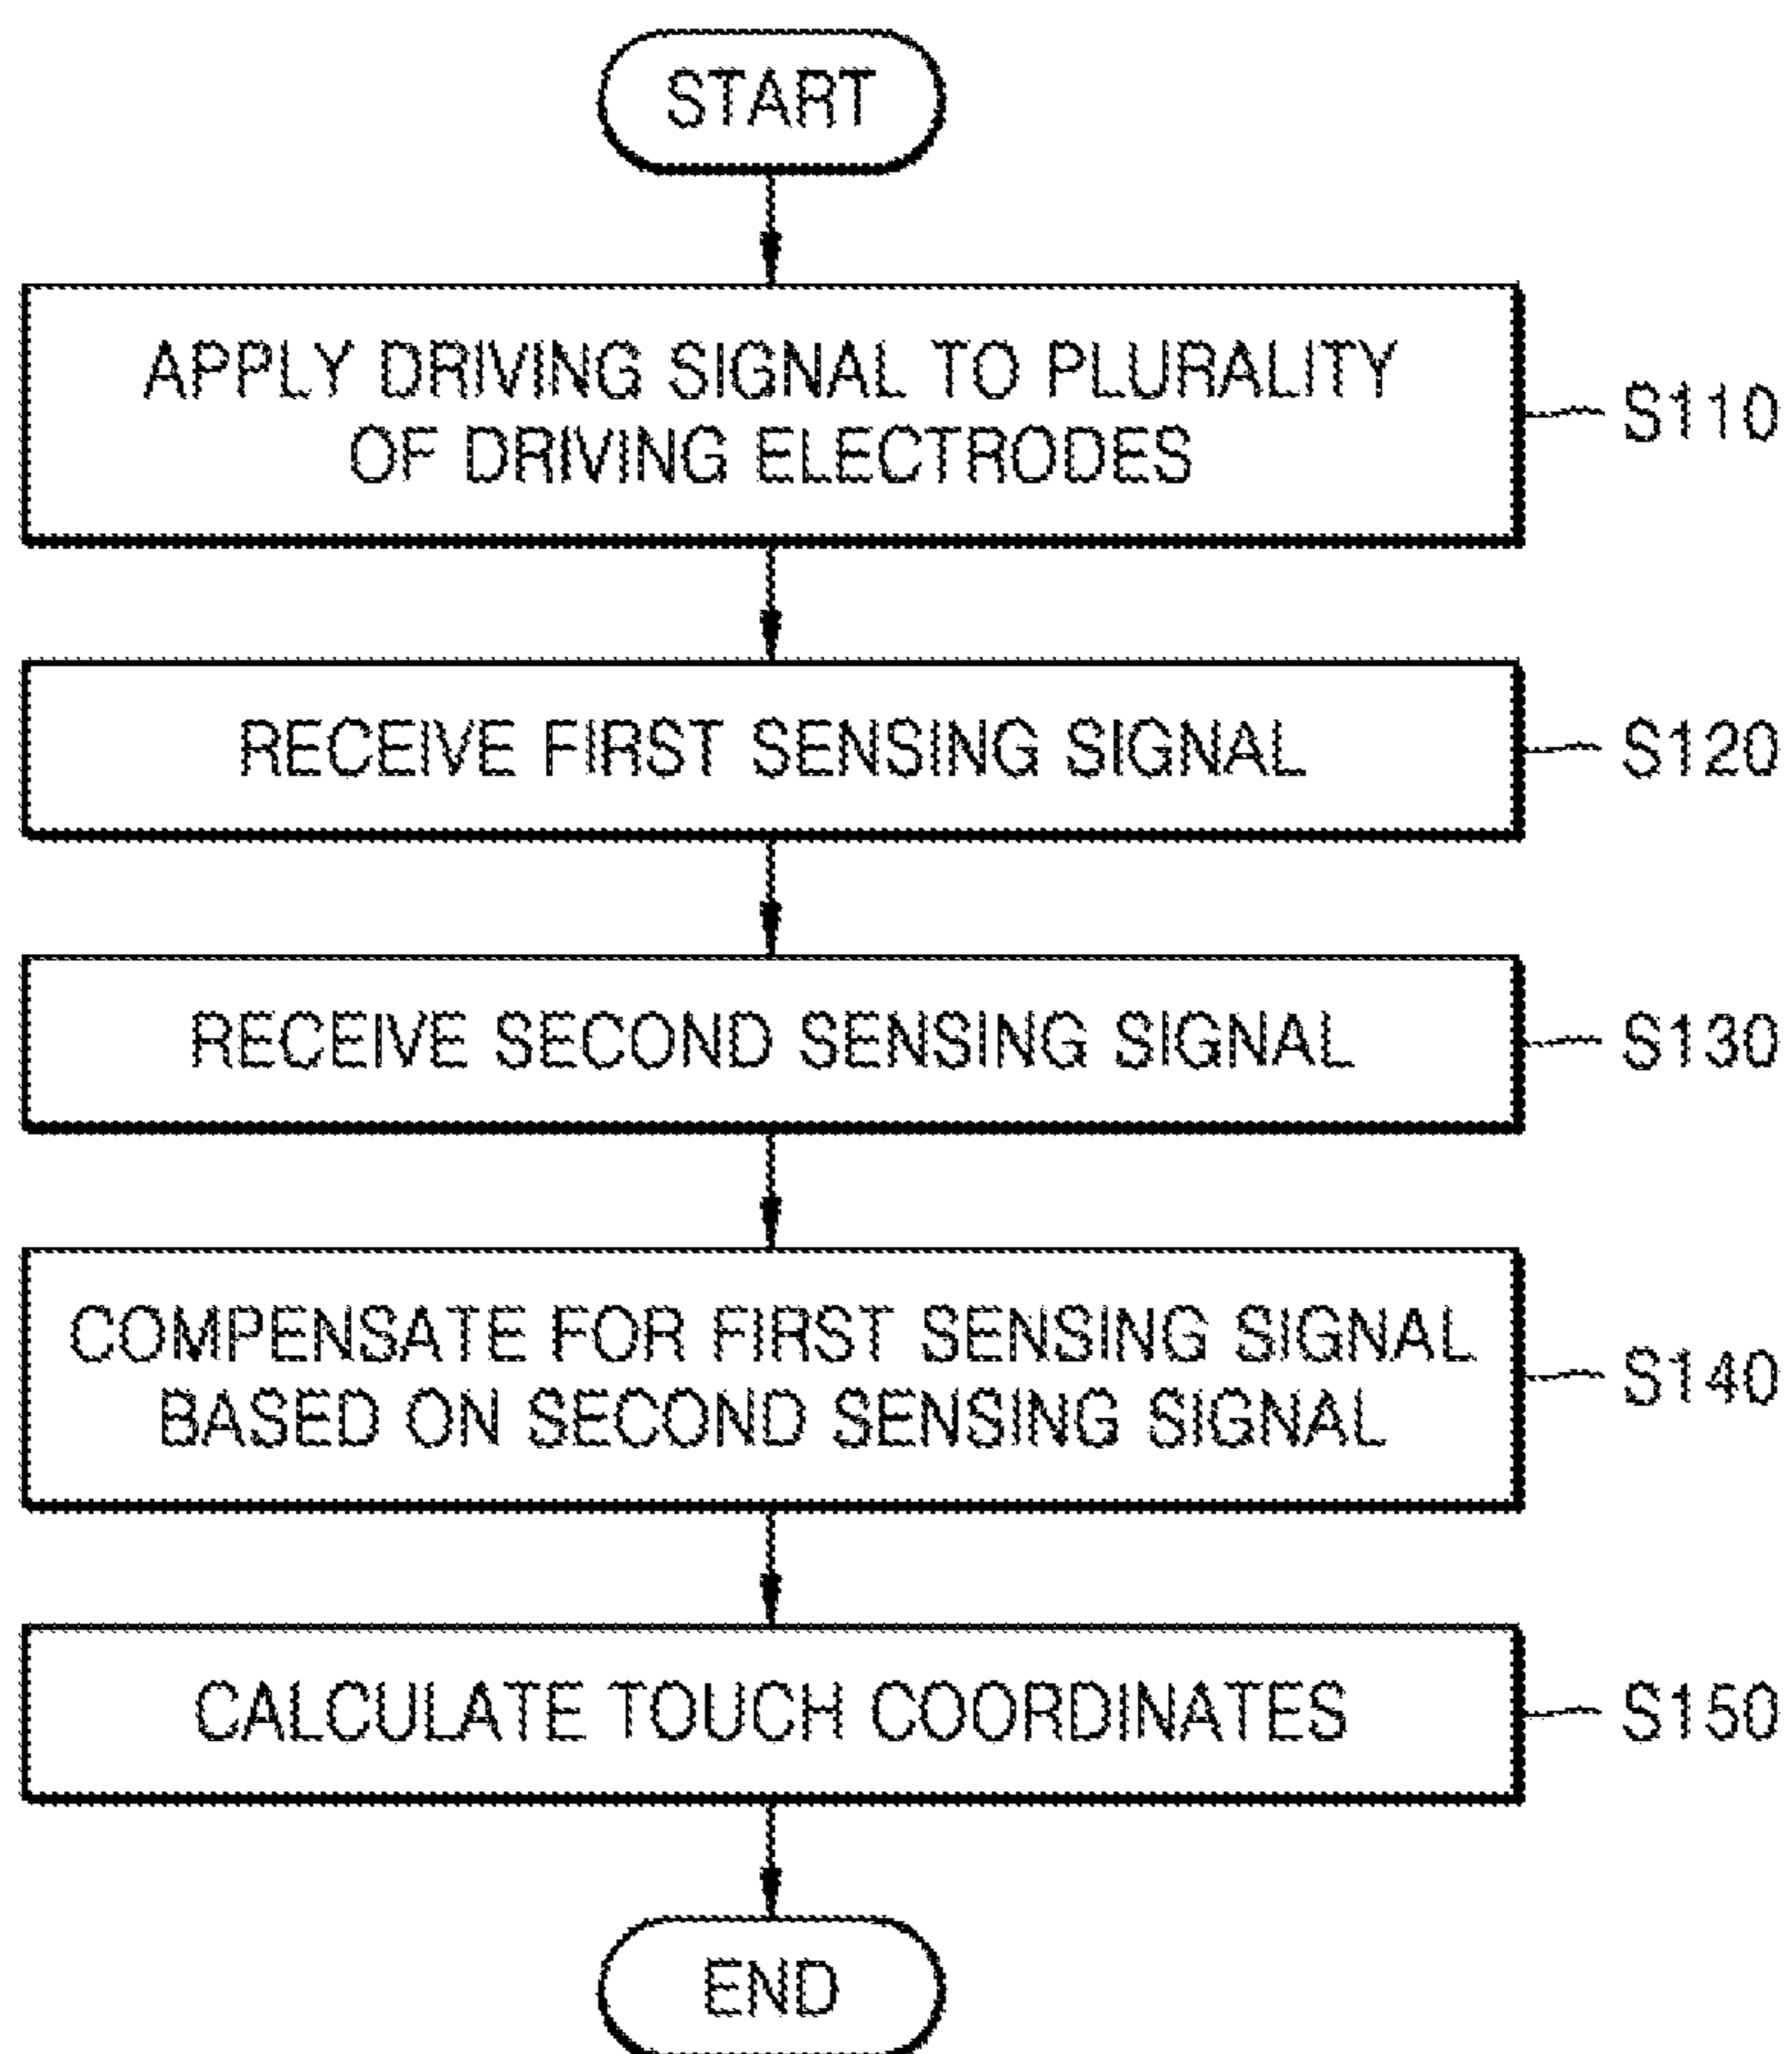 START
APPLY DRIVING SIGNAL TO PLURALITY
OF DRIVING ELECTRODES
S110
RECEIVE FIRST SENSING SIGNAL
S120
RECEIVE SECOND SENSING SIGNAL
S130
COMPENSATE FOR FIRST SENSING SIGNAL
BASED ON SECOND SENSING SIGNAL
S140
CALCULATE TOUCH COORDINATES
S150
END